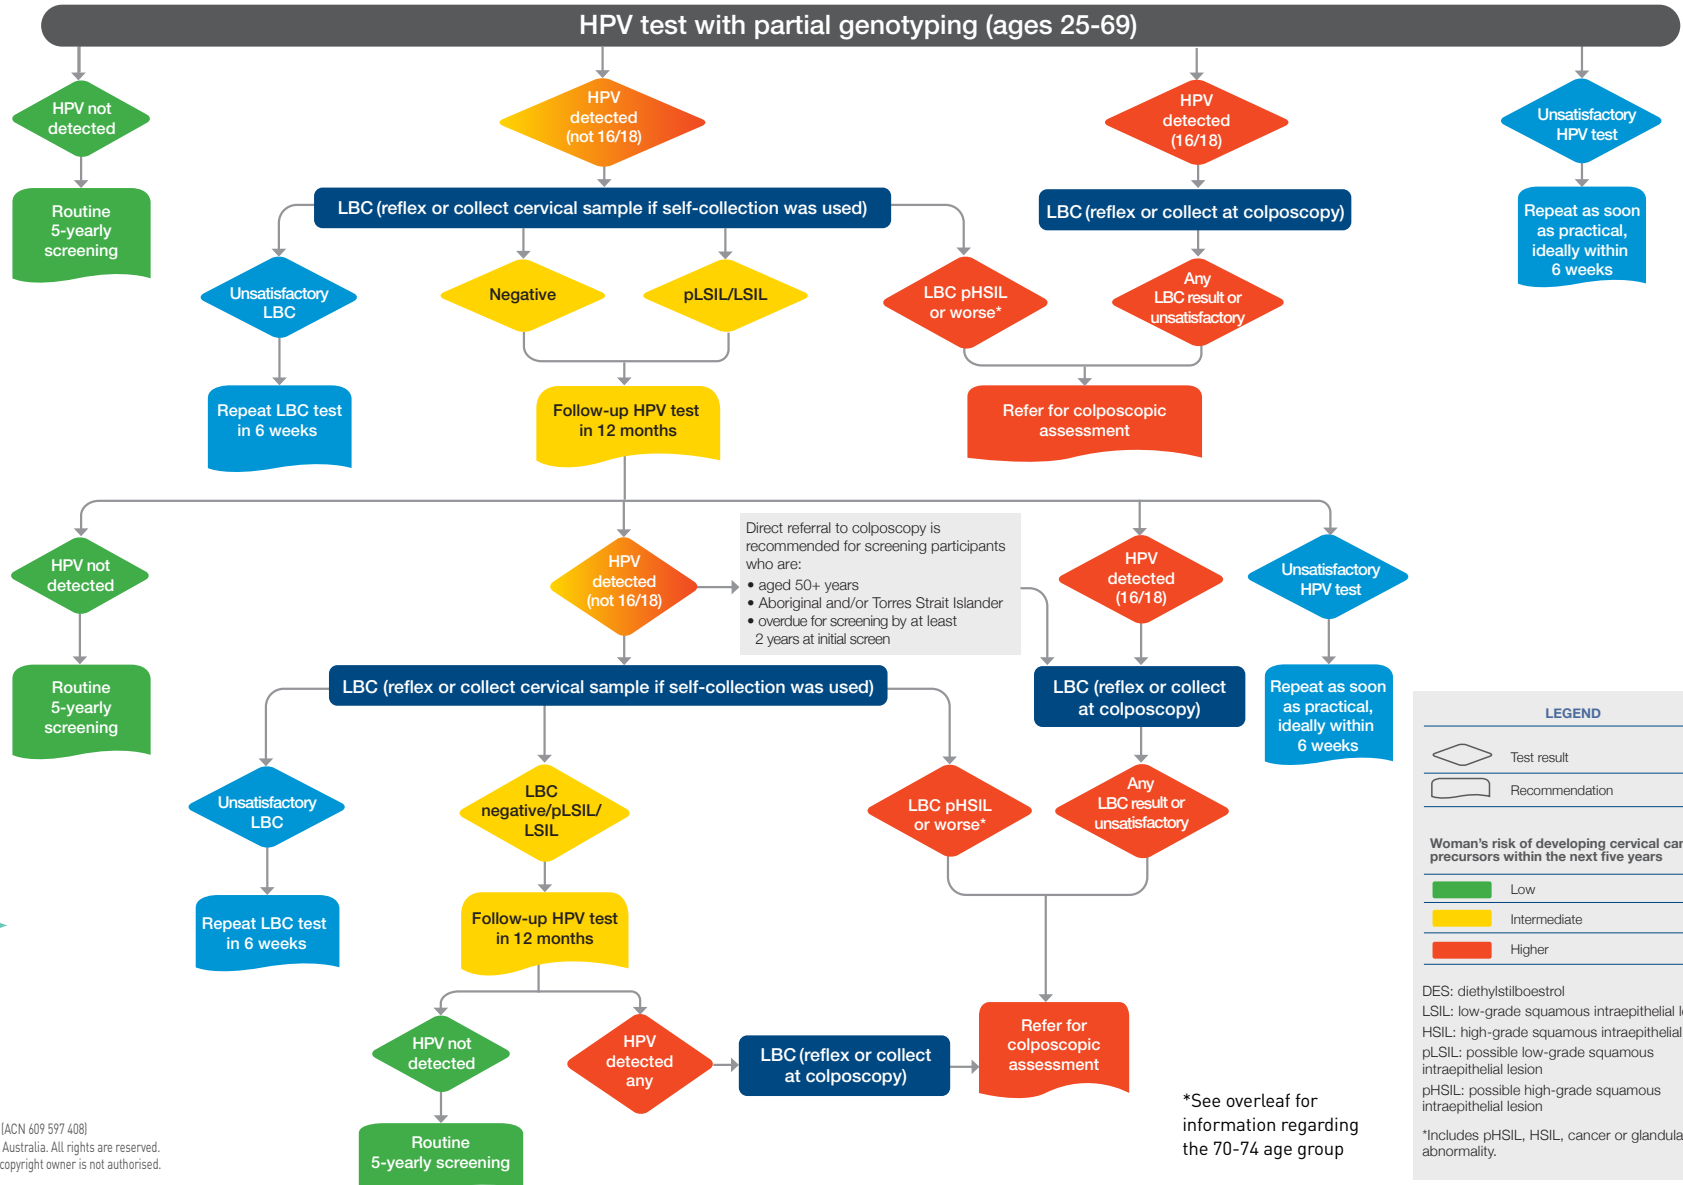 HPV test with partial genotyping (ages 25-69)
HPV not
detected
HPV
detected
(not 16/18)
HPV
detected
(16/18)
Unsatisfactory
HPV test
Routine
5-yearly
screening
LBC (reflex or collect cervical sample if self-collection was used)
LBC (reflex or collect at colposcopy)
Repeat as soon
as practical,
ideally within
6 weeks
Unsatisfactory
LBC
Negative
pLSIL/LSIL
LBC pHSIL
or worse*
Any
LBC result or
unsatisfactory
Repeat LBC test
in 6 weeks
Follow-up HPV test
in 12 months
Refer for colposcopic
assessment
HPV not
detected
HPV
detected
(not 16/18)
Direct referral to colposcopy is
recommended for screening participants
who are:
• aged 50+ years
• Aboriginal and/or Torres Strait Islander
• overdue for screening by at least
2 years at initial screen
HPV
detected
(16/18)
Unsatisfactory
HPV test
Routine
5-yearly
screening
LBC (reflex or collect cervical sample if self-collection was used)
LBC (reflex or collect
at colposcopy)
Repeat as soon
as practical,
ideally within
6 weeks
Unsatisfactory
LBC
LBC
negative/pLSIL/
LSIL
LBC pHSIL
or worse*
Any
LBC result or
unsatisfactory
Repeat LBC test
in 6 weeks
Follow-up HPV test
in 12 months
HPV not
detected
HPV
detected
any
LBC (reflex or collect
at colposcopy)
Refer for
colposcopic
assessment
Routine
5-yearly screening
*See overleaf for
information regarding
the 70-74 age group
LEGEND
Test result
Recommendation
Woman's risk of developing cervical can
precursors within the next five years
Low
Intermediate
Higher
DES: diethylstilboestrol
LSIL: low-grade squamous intraepithelial l
HSIL: high-grade squamous intraepithelial
pLSIL: possible low-grade squamous
intraepithelial lesion
pHSIL: possible high-grade squamous
intraepithelial lesion
*Includes pHSIL, HSIL, cancer or glandula
abnormality.
(ACN 609 597 408)
Australia. All rights are reserved.
copyright owner is not authorised.